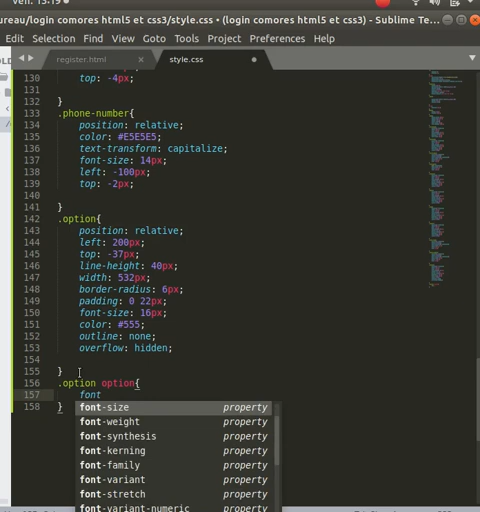 ven. 13:19
ureau/login comores html5 et css3/style.css • (login comores html5 et css3) - Sublime Te...
Edit Selection Find View Goto Tools Project Preferences Help
register.html × style.css
130 top: -4px;
131
132 }
133 .phone-number{
134 position: relative;
135 color: #E5E5E5;
136 text-transform: capitalize;
137 font-size: 14px;
138 left: -100px;
139 top: -2px;
140
141 }
142 .option{
143 position: relative;
144 left: 200px;
145 top: -37px;
146 line-height: 40px;
147 width: 532px;
148 border-radius: 6px;
149 padding: 0 22px;
150 font-size: 16px;
151 color: #555;
152 outline: none;
153 overflow: hidden;
154
155 }
156 .option option{
157 font
158 }
font-size property
font-weight property
font-synthesis property
font-kerning property
font-family property
font-variant property
font-stretch property
font-variant-numeric property